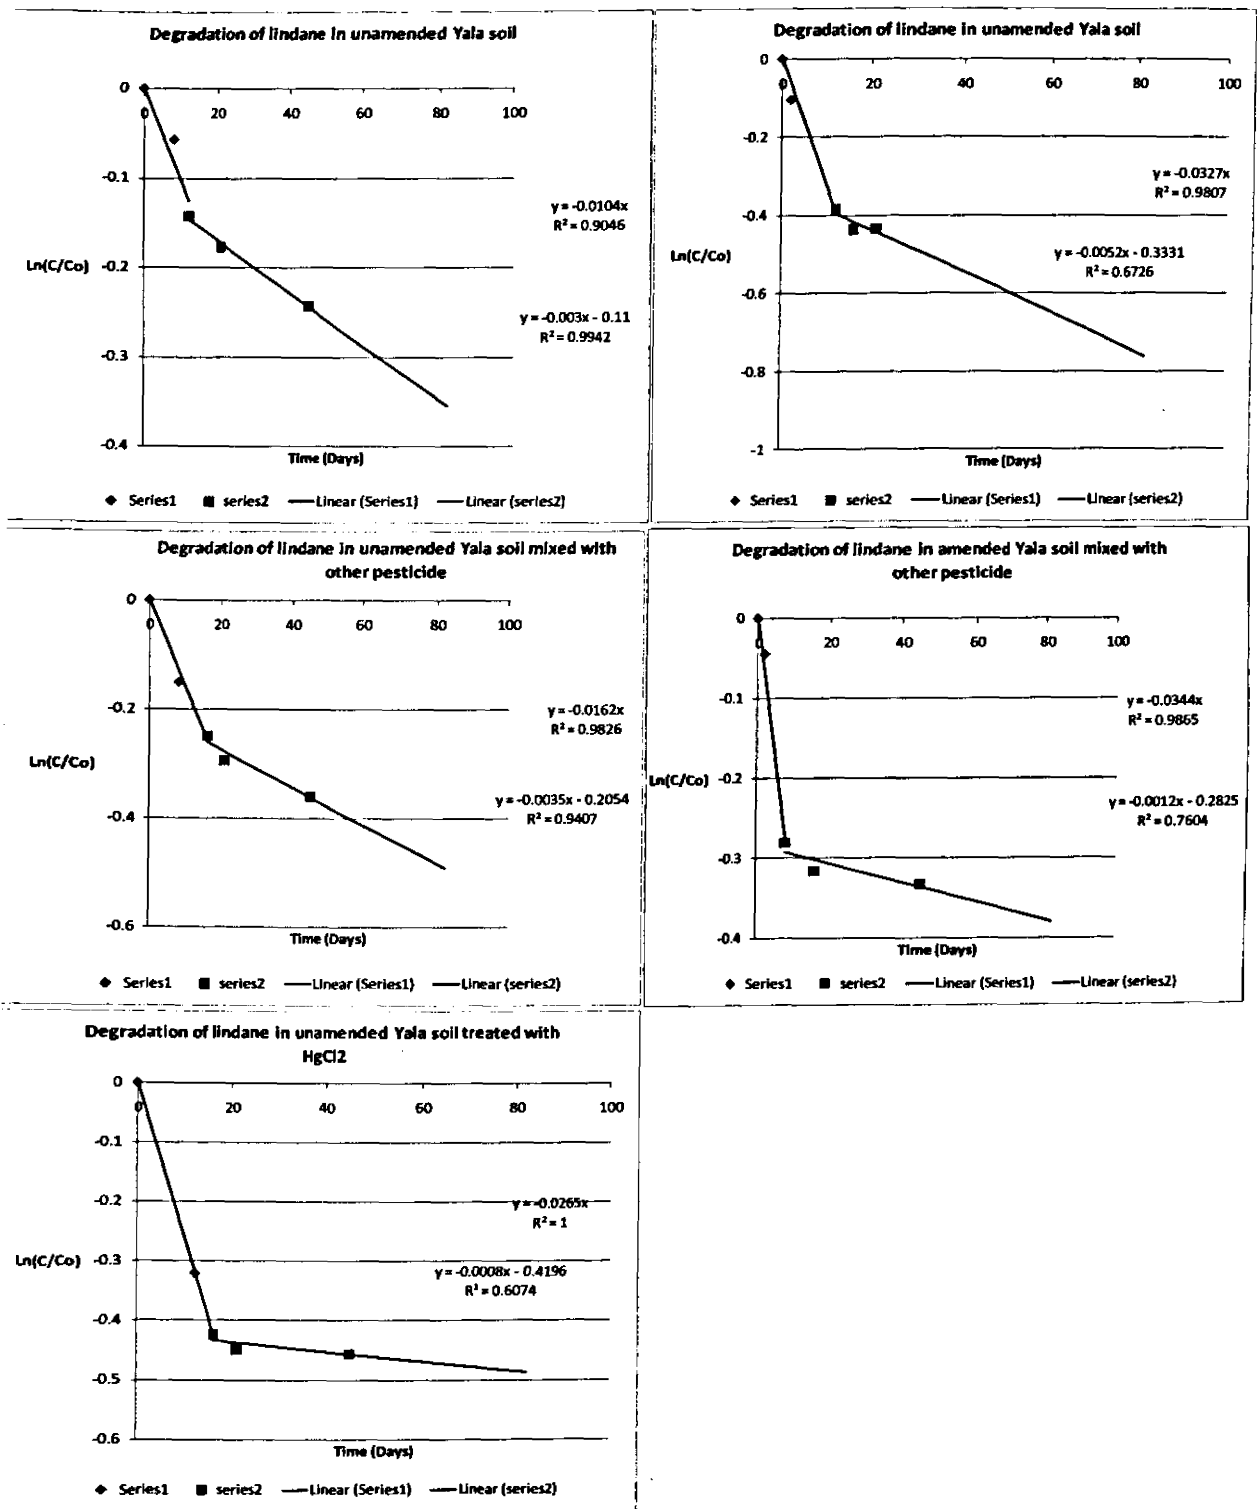 Degradation of lindane in unamended Yala soil
0
0 20 40 60 80 100
-0.1
y = -0.0104x
R² = 0.9046
Ln(C/Co) -0.2
y = -0.003x - 0.11
R² = 0.9942
-0.3
-0.4
Time (Days)
Series1 series2 Linear (Series1) Linear (series2)
Degradation of lindane in unamended Yala soil
0
0 20 40 60 80 100
-0.2
y = -0.0327x
R² = 0.9807
-0.4
Ln(C/Co)
y = -0.0052x - 0.3331
R² = 0.6726
-0.6
-0.8
-1
Time (Days)
Series1 series2 Linear (Series1) Linear (series2)
Degradation of lindane in unamended Yala soil mixed with
other pesticide
0
0 20 40 60 80 100
-0.2
y = -0.0162x
R² = 0.9826
Ln(C/Co)
y = -0.0035x - 0.2054
R² = 0.9407
-0.4
-0.6
Time (Days)
Series1 series2 Linear (Series1) Linear (series2)
Degradation of lindane in amended Yala soil mixed with
other pesticide
0
0 20 40 60 80 100
-0.1
y = -0.0344x
R² = 0.9865
Ln(C/Co) -0.2
y = -0.0012x - 0.2825
R² = 0.7604
-0.3
-0.4
Time (Days)
Series1 series2 Linear (Series1) Linear (series2)
Degradation of lindane in unamended Yala soil treated with
HgCl2
0
0 20 40 60 80 100
-0.1
-0.2
y = -0.0265x
R² = 1
Ln(C/Co) -0.3
y = -0.0008x - 0.4196
R² = 0.6074
-0.4
-0.5
-0.6
Time (Days)
Series1 series2 Linear (Series1) Linear (series2)